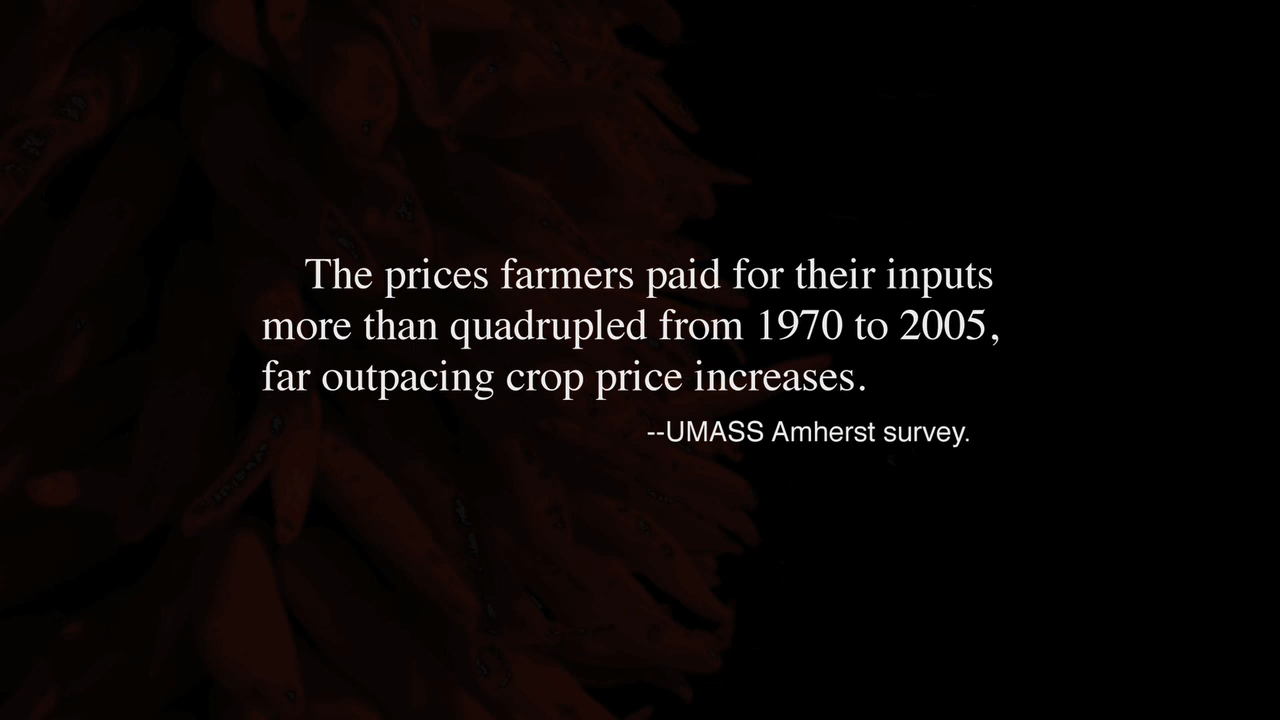 The prices farmers paid for their inputs
more than quadrupled from 1970 to 2005,
far outpacing crop price increases.
--UMASS Amherst survey.